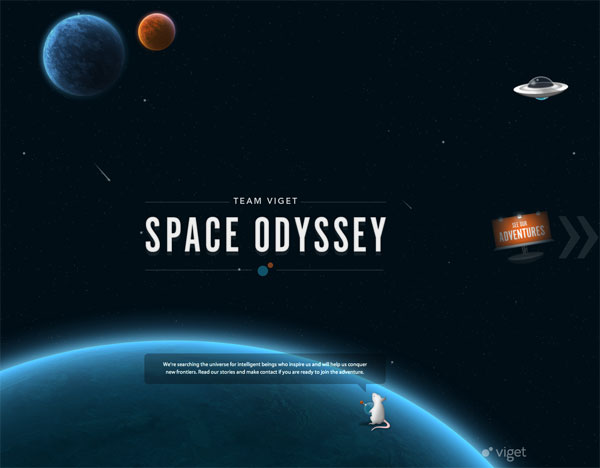 TEAM VIGET
SPACE ODYSSEY
SEE OUR
ADVENTURES
We're searching the universe for intelligent beings who inspire us and will help us conquer
new frontiers. Read our stories and make contact if you are ready to join the adventure.
viget